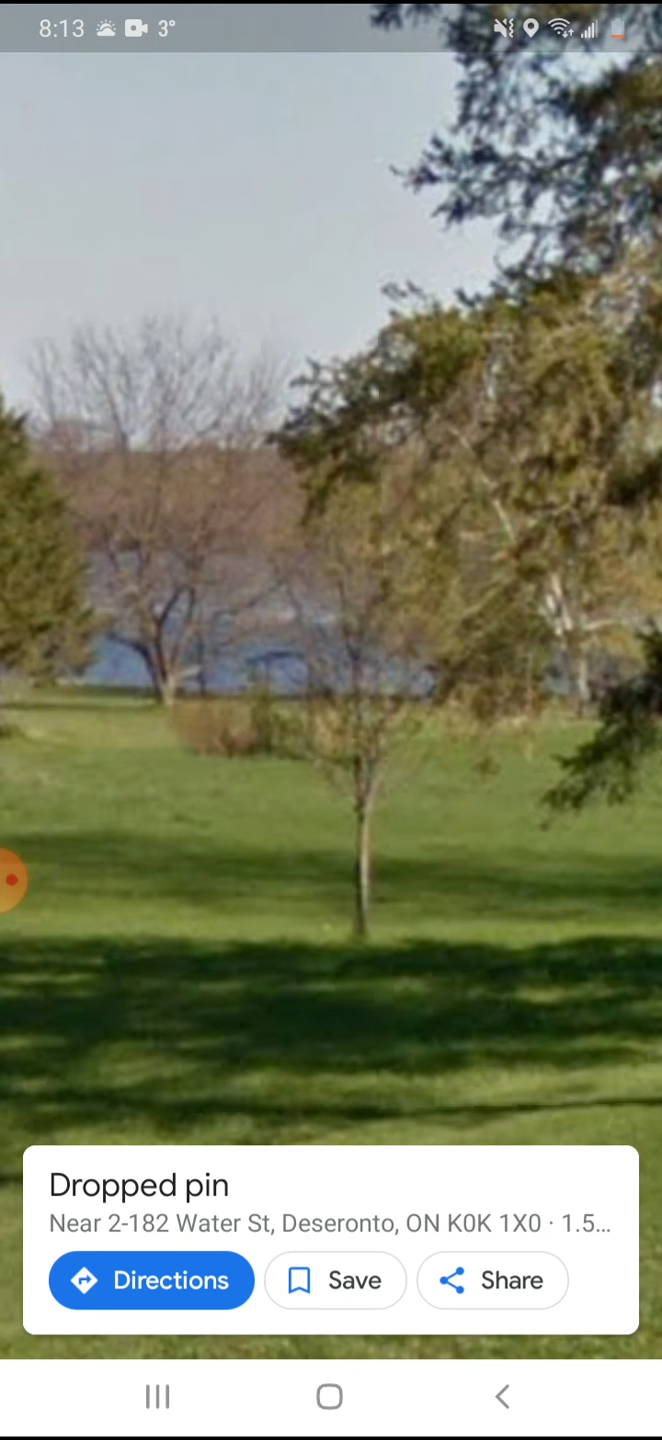 8:13 3°
Dropped pin
Near 2-182 Water St, Deseronto, ON K0K 1X0 · 1.5...
Directions Save Share